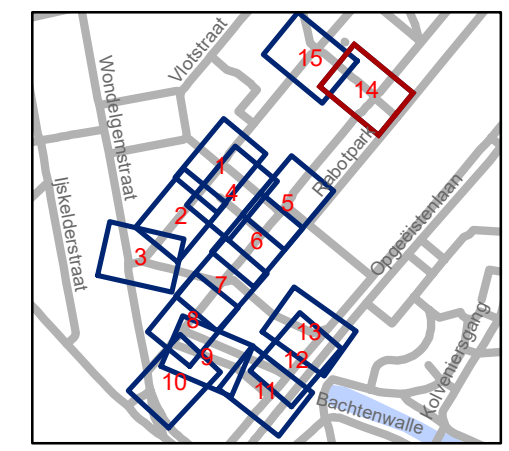 Vlotstraat
15
14
Wondelgemstraat
Rabotpark
1
4
5
Ijskelderstraat
2
6
Opgeëistenlaan
3
7
8
13
9
12
10
11
Kolveniersgang
Bachtenwalle